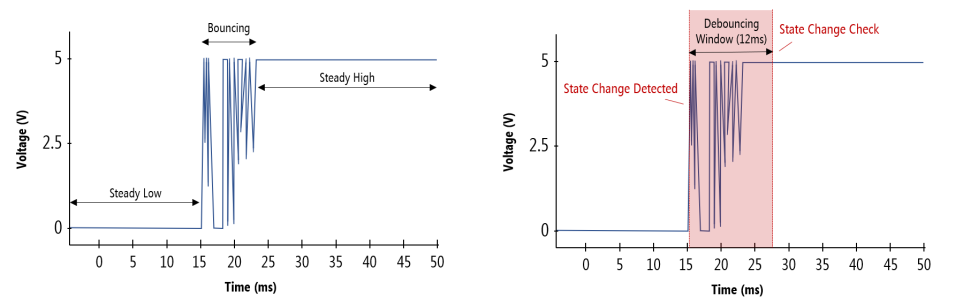 Bouncing
5
Steady High
Voltage (V)
2.5
Steady Low
0
0 5 10 15 20 25 30 35 40 45 50
Time (ms)
Debouncing
Window (12ms)
State Change Check
5
State Change Detected
Voltage (V)
2.5
0
0 5 10 15 20 25 30 35 40 45 50
Time (ms)